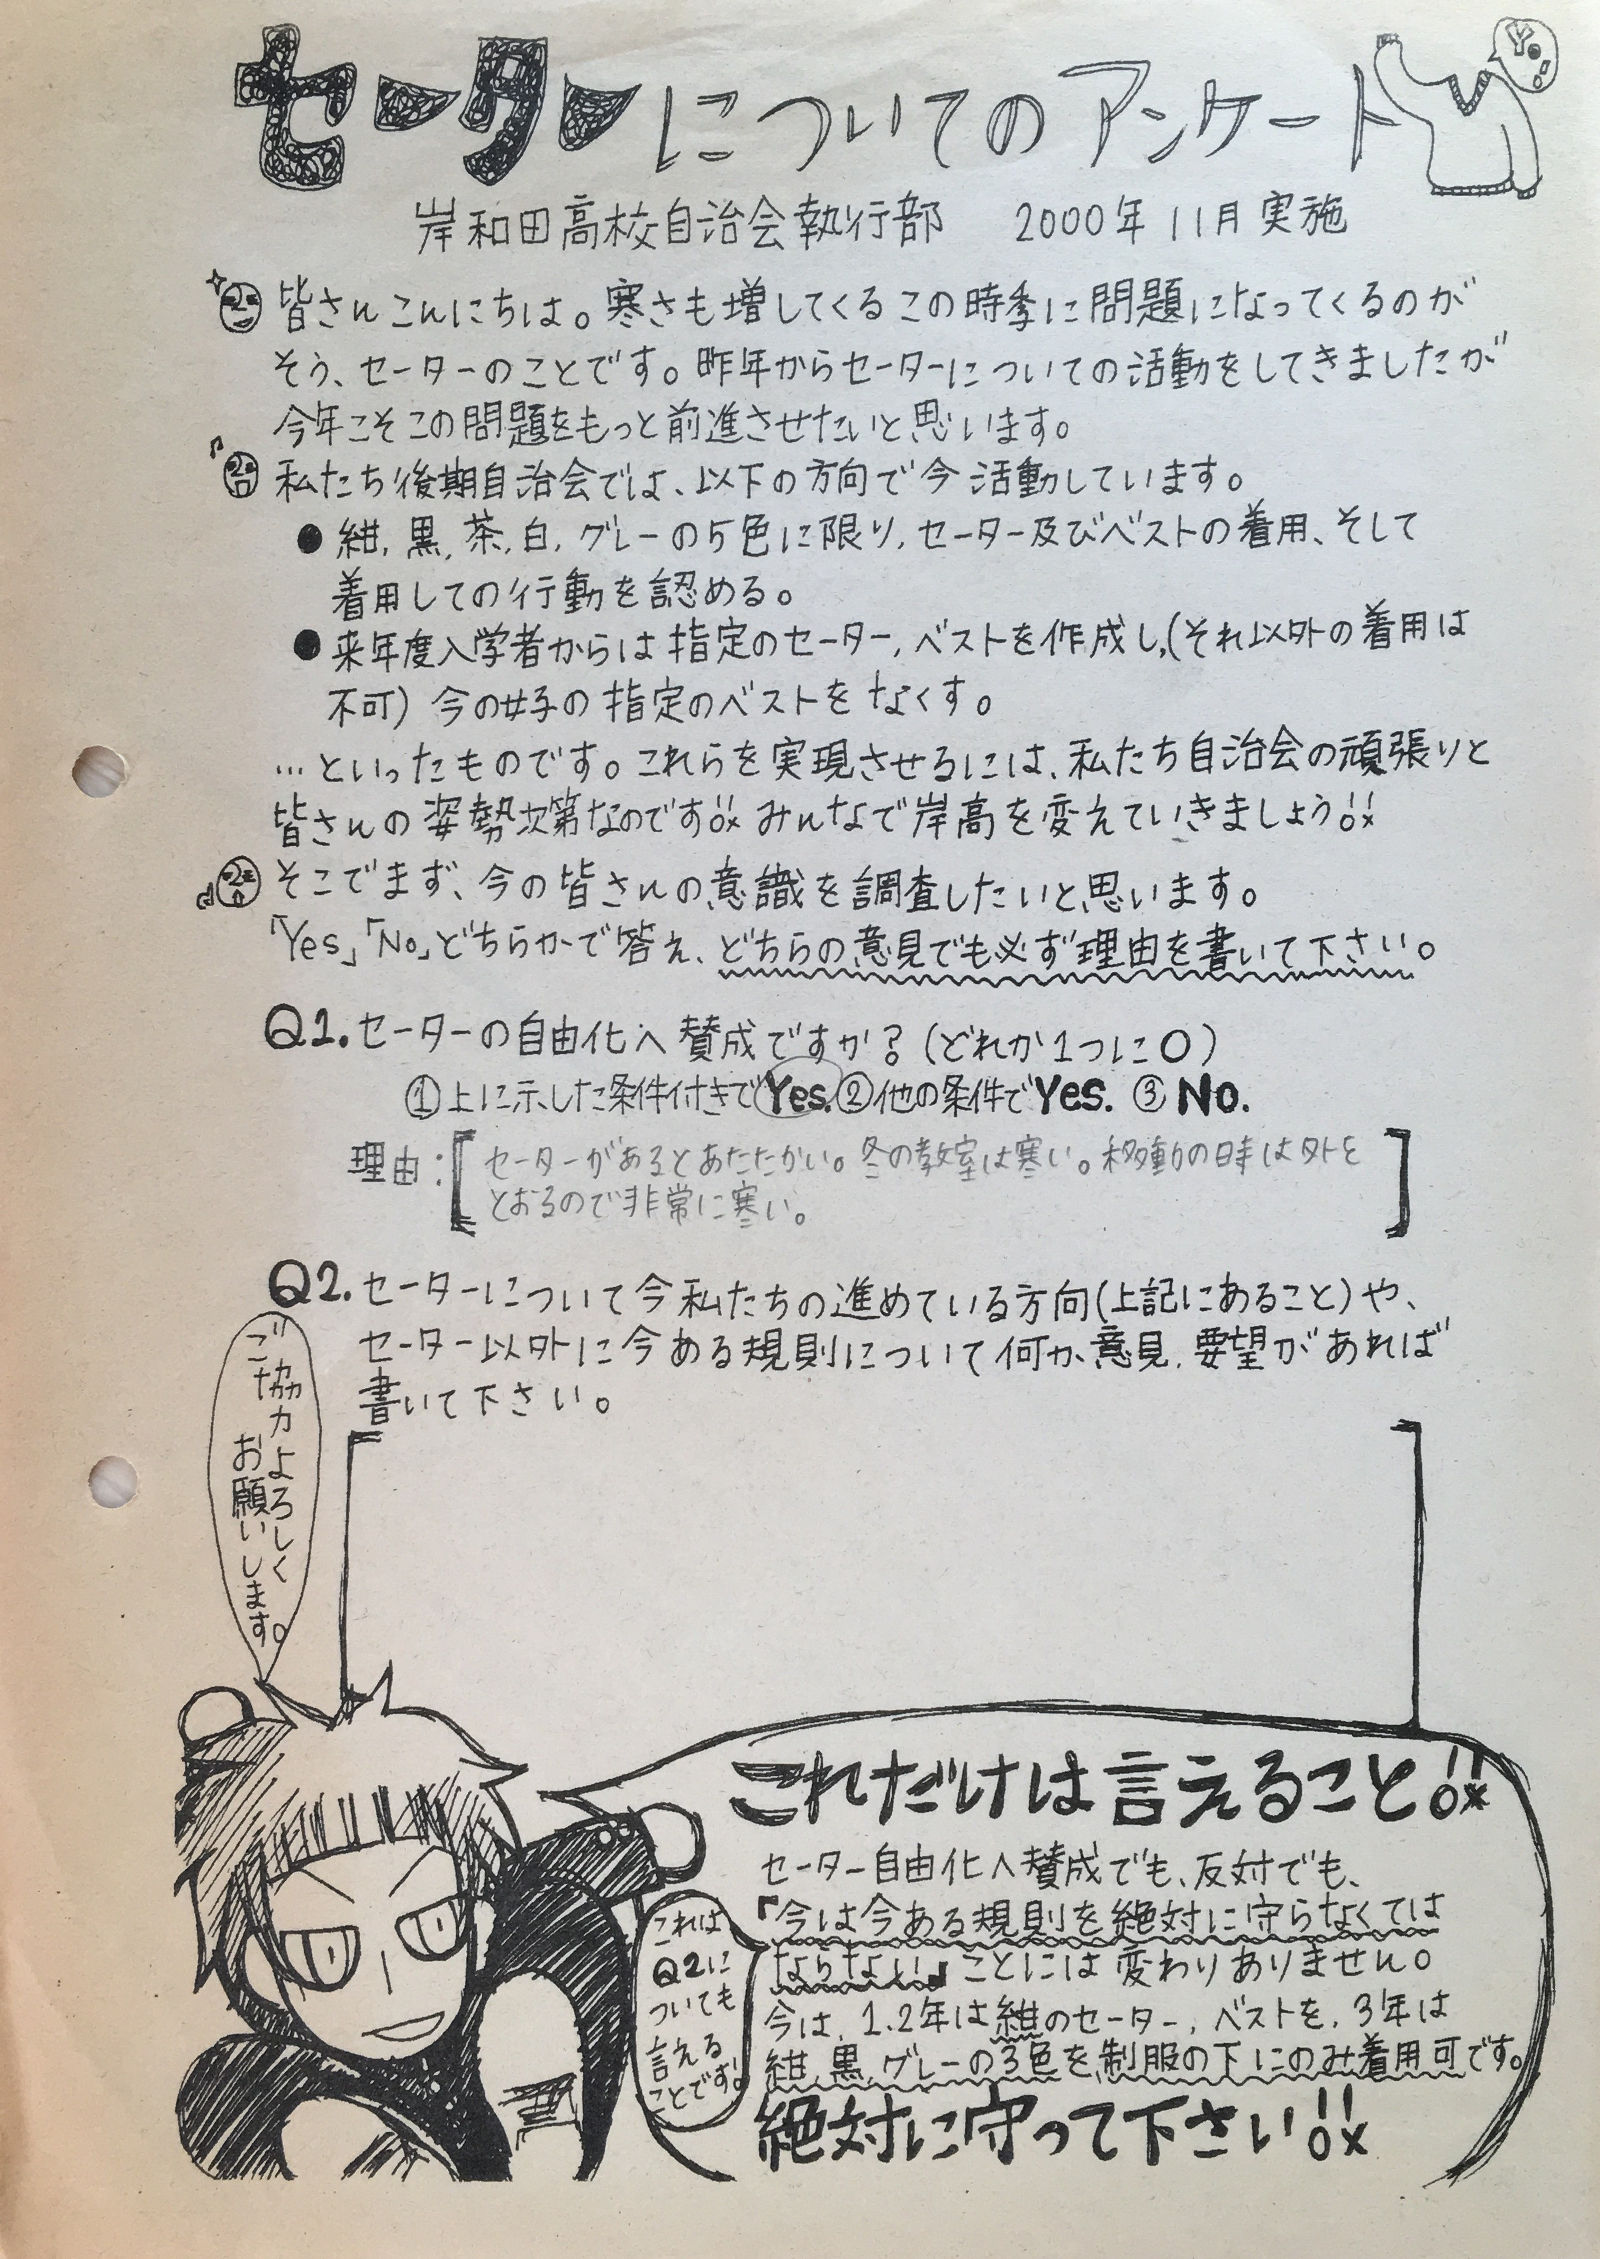 セーターについてのアンケート
岸和田高校自治会執行部 2000年11月実施
皆さんこんにちは。寒さも増してくるこの時季に問題になってくるのが
そう、セーターのことです。昨年からセーターについての活動をしてきましたが
今年こそこの問題をもっと前進させたいと思います。
私たち後期自治会では、以下の方向で今活動しています。
●紺,黒,茶,白,グレーの5色に限り,セーター及びベストの着用、そして
着用しての行動を認める。
●来年度入学者からは指定のセーター,ベストを作成し,(それ以外の着用は
不可)今の女子の指定のベストをなくす。
…といったものです。これらを実現させるには、私たち自治会の頑張りと
皆さんの姿勢次第なのです!! みんなで岸高を変えていきましょう!!
そこでまず、今の皆さんの意識を調査したいと思います。
「Yes」「No」どちらかで答え、どちらの意見でも必ず理由を書いて下さい。
Q1.セーターの自由化へ賛成ですか?(どれか1つに○)
①上に示した条件付きでYes.②他の条件でYes. ③No.
理由:[セーターがあるとあたたかい。冬の教室は寒い。移動の時は外を
とおるので非常に寒い。]
Q2.セーターについて今私たちの進めている方向(上記にあること)や、
セーター以外に今ある規則について何か意見,要望があれば
書いて下さい。
ご協力よろしく
お願いします。
これだけは言えること!!
セーター自由化へ賛成でも、反対でも、
『今は今ある規則を絶対に守らなくては
ならない』ことには変わりありません。
今は,1.2年は紺のセーター,ベストを,3年は
紺,黒,グレーの3色を制服の下にのみ着用可です。
絶対に守って下さい!!
これは
Q2に
ついても
言える
ことです。